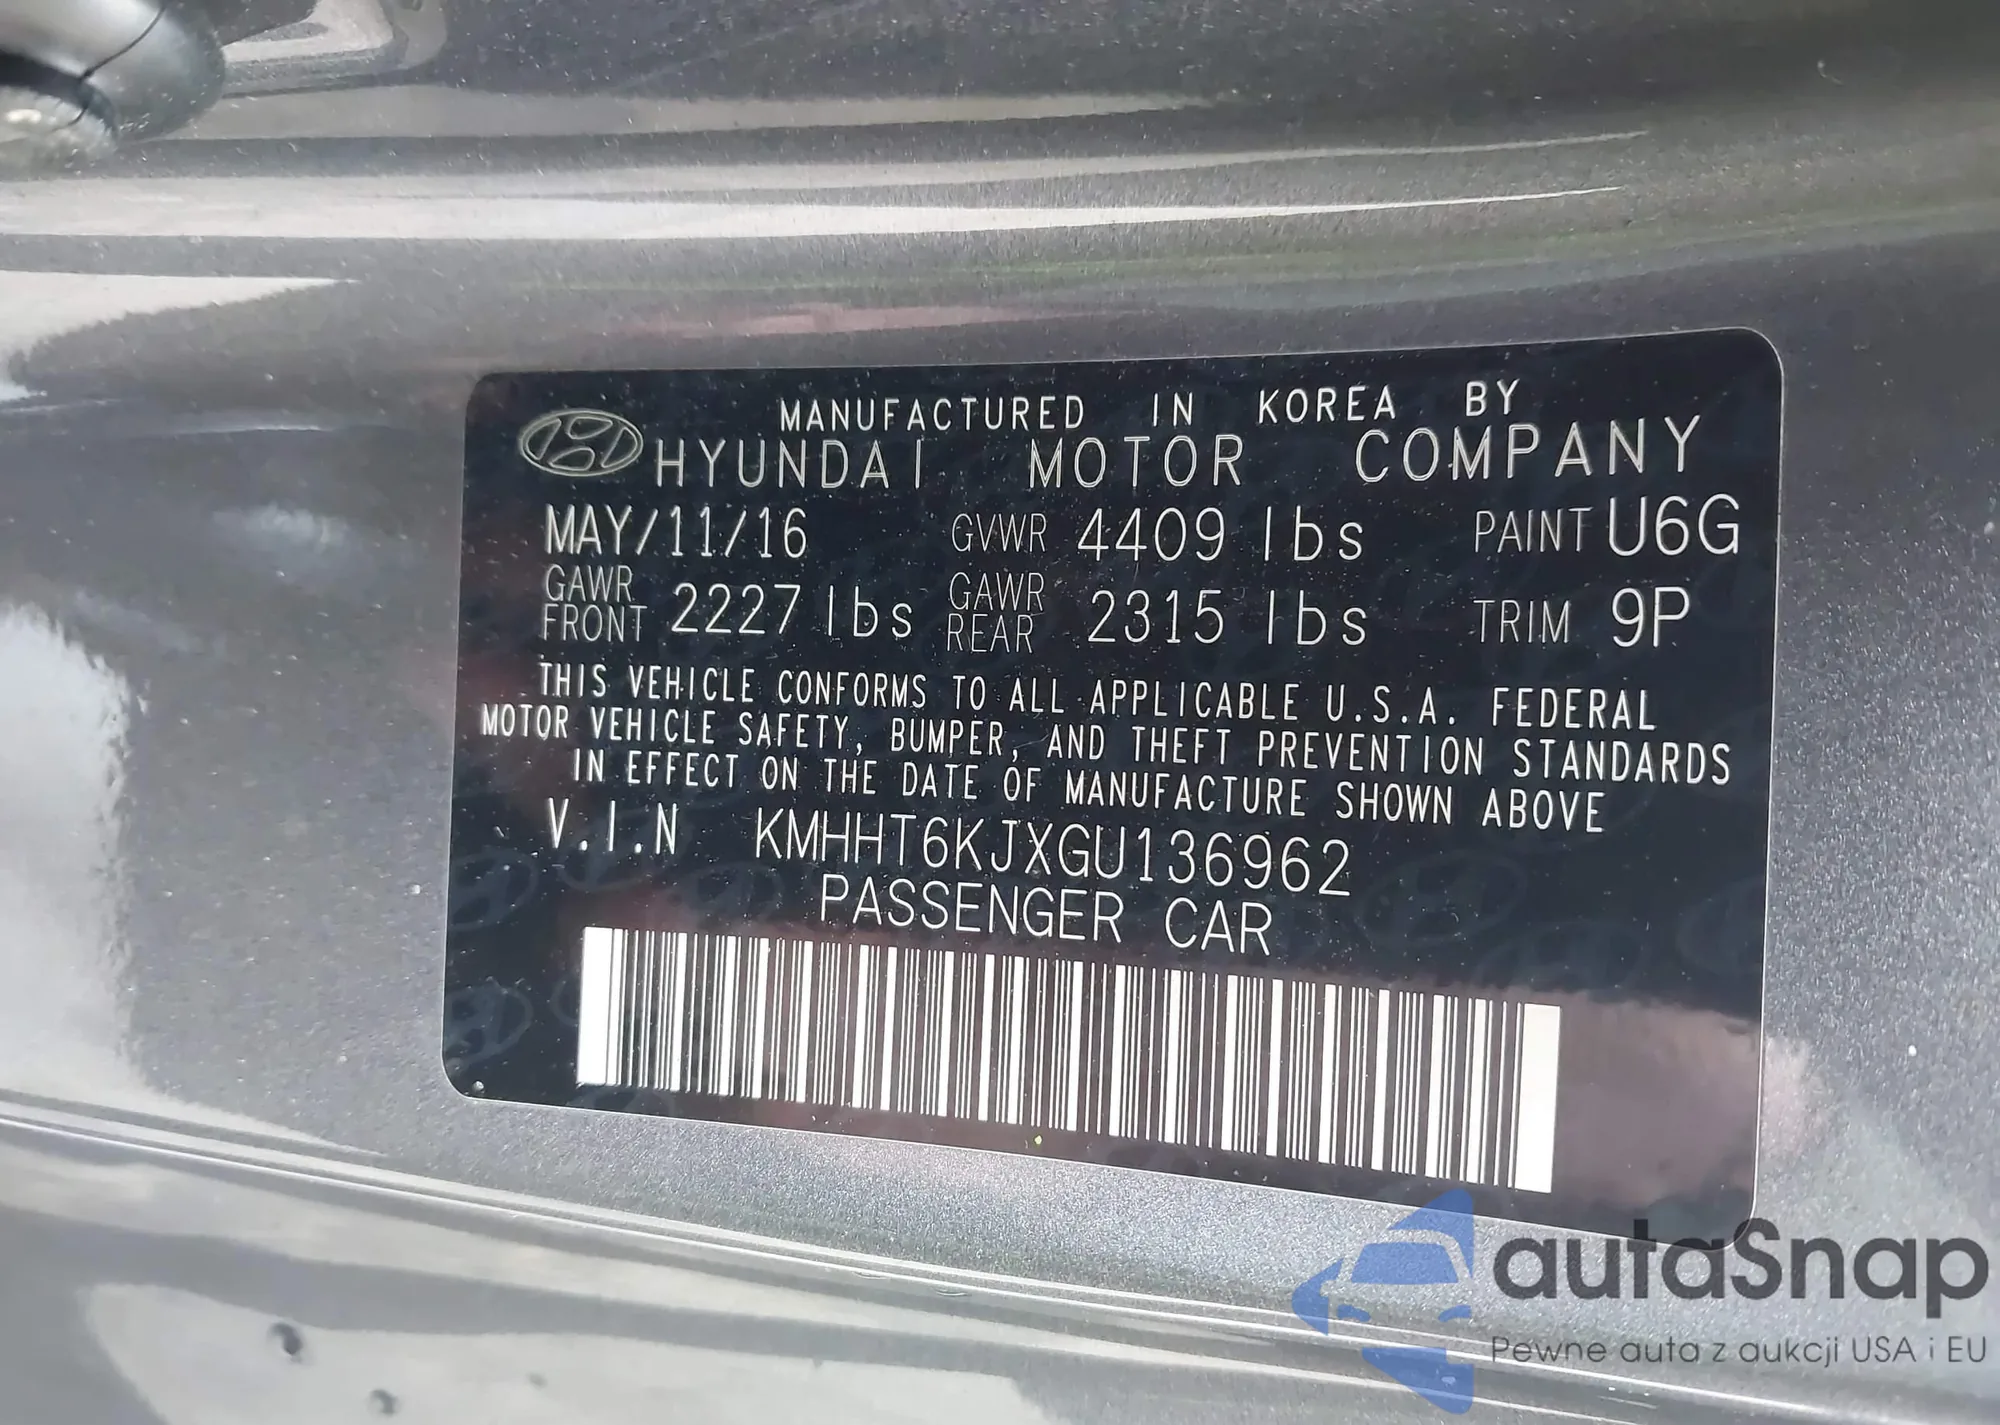 MANUFACTURED IN KOREA BY
HYUNDAI MOTOR COMPANY
MAY/11/16 GVWR 4409 lbs PAINT U6G
GAWR FRONT 2227 lbs GAWR REAR 2315 lbs TRIM 9P
THIS VEHICLE CONFORMS TO ALL APPLICABLE U.S.A. FEDERAL
MOTOR VEHICLE SAFETY, BUMPER, AND THEFT PREVENTION STANDARDS
IN EFFECT ON THE DATE OF MANUFACTURE SHOWN ABOVE
V.I.N KMHHT6KJXGU136962
PASSENGER CAR
autaSnap
Pewne auta z aukcji USA i EU